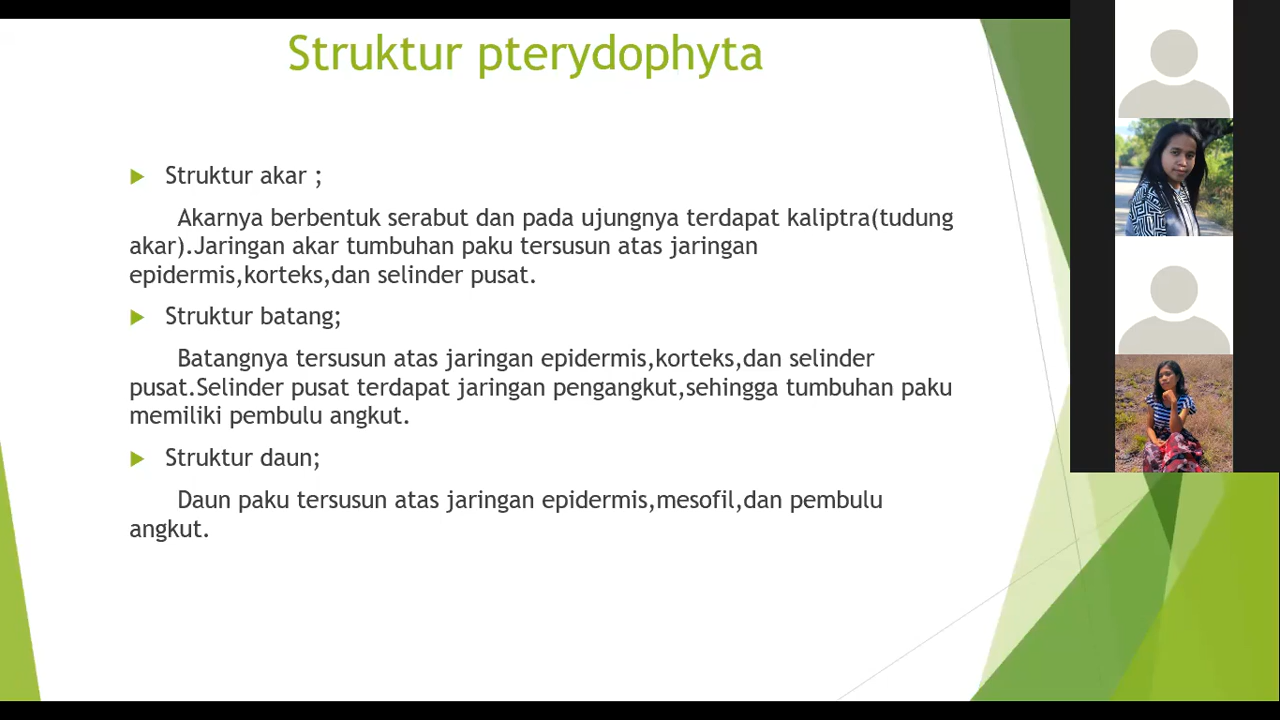 Struktur pterydophyta
Struktur akar ;
Akarnya berbentuk serabut dan pada ujungnya terdapat kaliptra(tudung
akar).Jaringan akar tumbuhan paku tersusun atas jaringan
epidermis,korteks,dan selinder pusat.
Struktur batang;
Batangnya tersusun atas jaringan epidermis,korteks,dan selinder
pusat.Selinder pusat terdapat jaringan pengangkut,sehingga tumbuhan paku
memiliki pembulu angkut.
Struktur daun;
Daun paku tersusun atas jaringan epidermis,mesofil,dan pembulu
angkut.